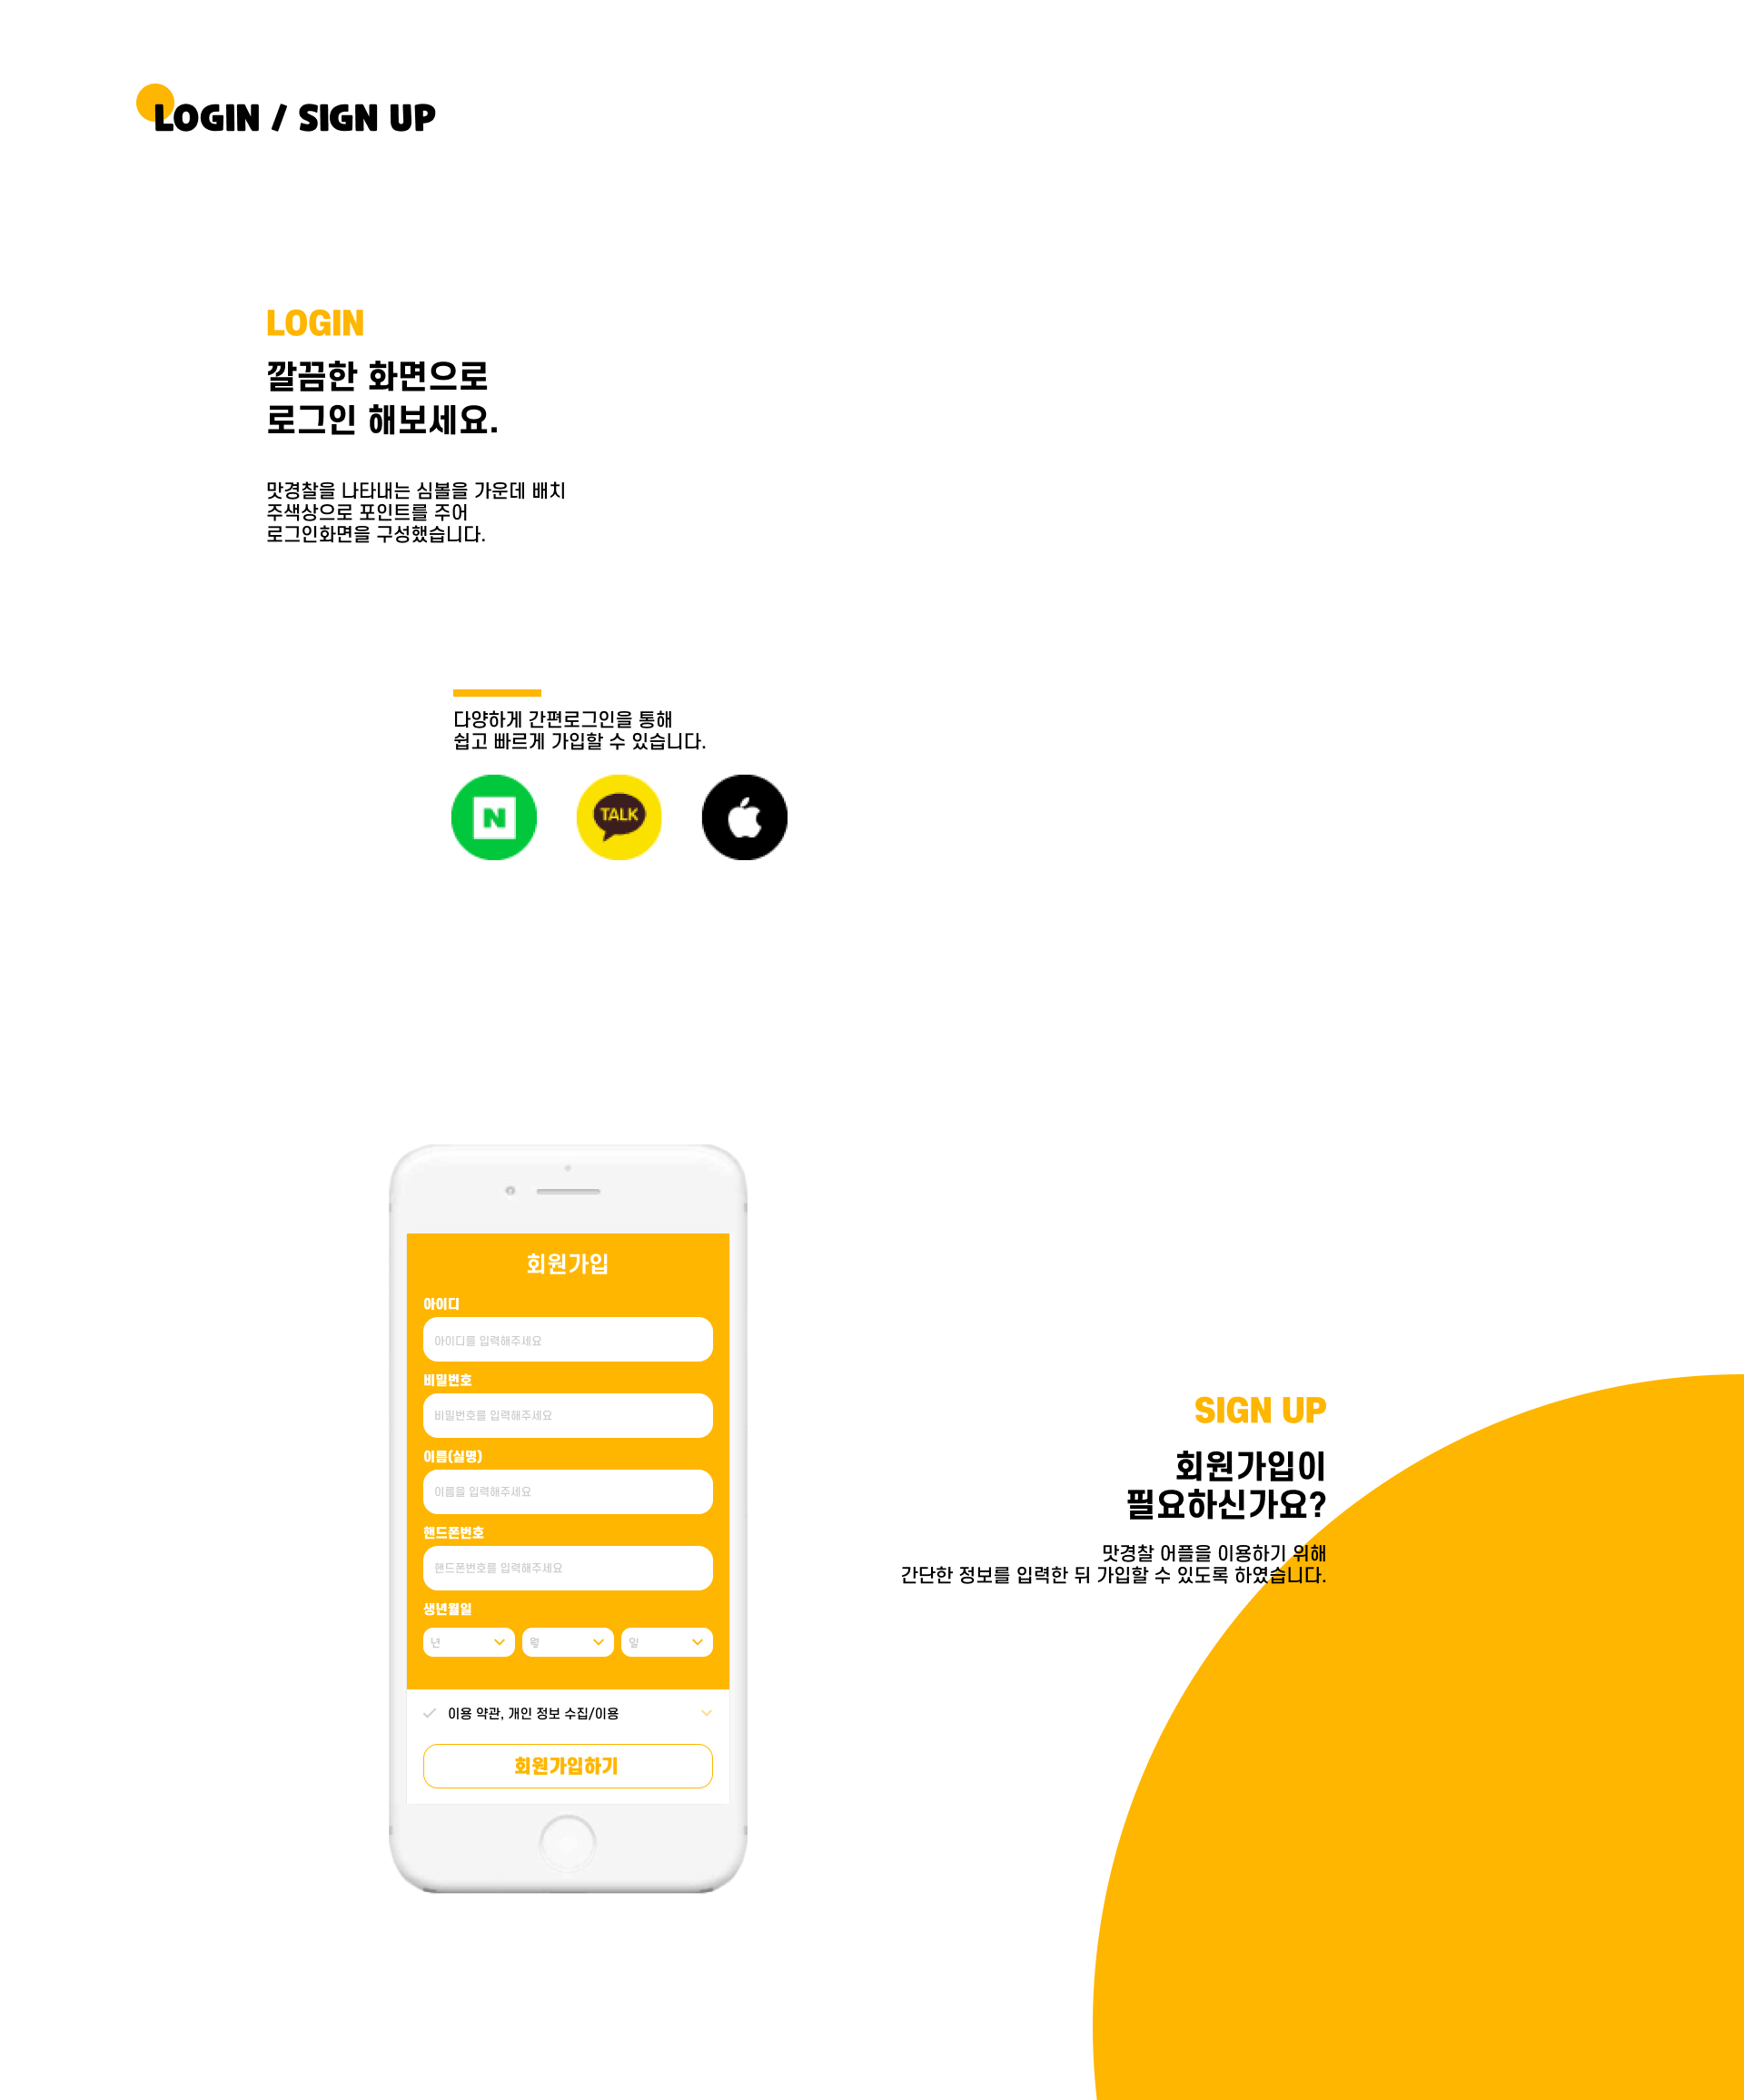 LOGIN / SIGN UP
LOGIN
깔끔한 화면으로
로그인 해보세요.
맛경찰을 나타내는 심볼을 가운데 배치
주색상으로 포인트를 주어
로그인화면을 구성했습니다.
다양하게 간편로그인을 통해
쉽고 빠르게 가입할 수 있습니다.
N
TALK
회원가입
아이디
아이디를 입력해주세요
비밀번호
비밀번호를 입력해주세요
이름(실명)
이름을 입력해주세요
핸드폰번호
핸드폰번호를 입력해주세요
생년월일
년 월 일
이용 약관, 개인 정보 수집/이용
회원가입하기
SIGN UP
회원가입이
필요하신가요?
맛경찰 어플을 이용하기 위해
간단한 정보를 입력한 뒤 가입할 수 있도록 하였습니다.